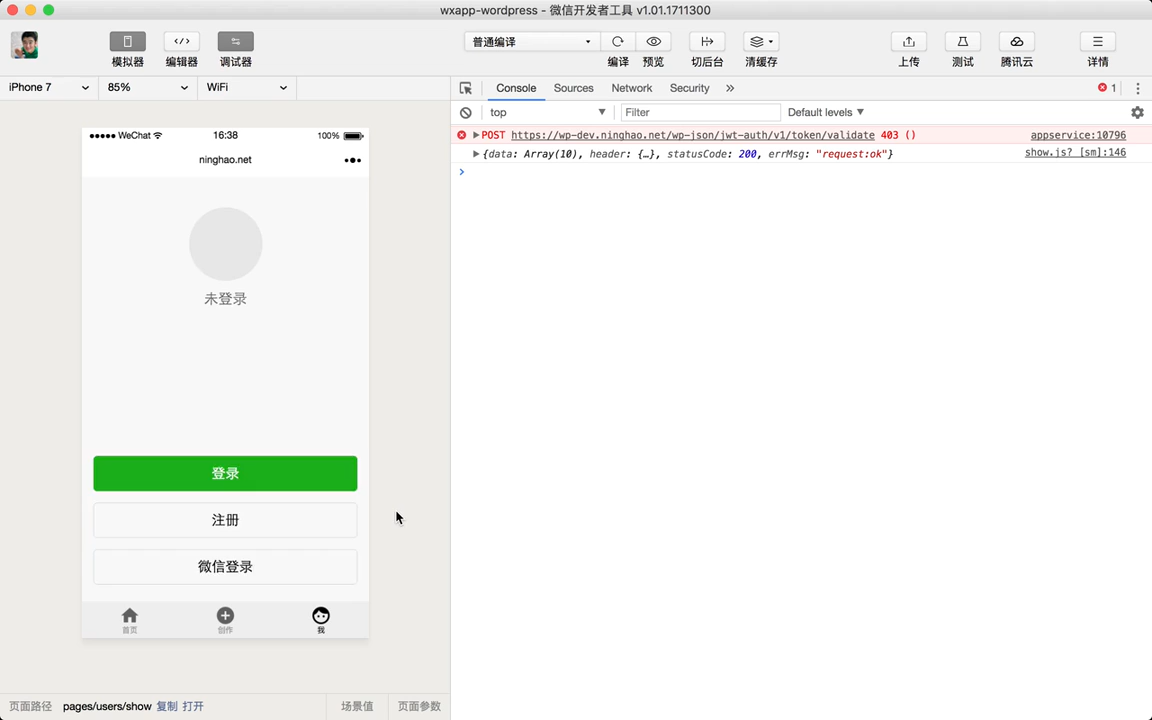 wxapp-wordpress - 微信开发者工具 v1.01.1711300
模拟器 编辑器 调试器 普通编译 编译 预览 切后台 清缓存 上传 测试 腾讯云 详情
iPhone 7 85% WiFi
Console Sources Network Security » 1
top Filter Default levels
POST https://wp-dev.ninghao.net/wp-json/jwt-auth/v1/token/validate 403 () appservice:10796
{data: Array(10), header: {…}, statusCode: 200, errMsg: "request:ok"} show.js? [sm]:146
WeChat 16:38 100%
ninghao.net
未登录
登录
注册
微信登录
首页 创作 我
页面路径 pages/users/show 复制 打开 场景值 页面参数